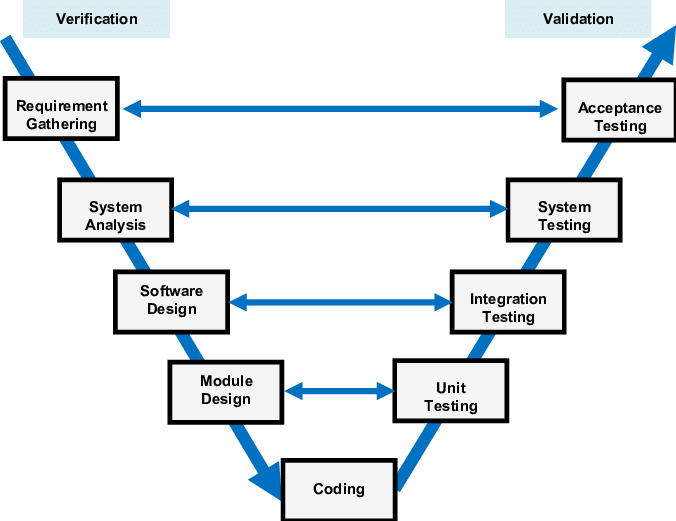 Verification
Validation
Requirement
Gathering
Acceptance
Testing
System
Analysis
System
Testing
Software
Design
Integration
Testing
Module
Design
Unit
Testing
Coding